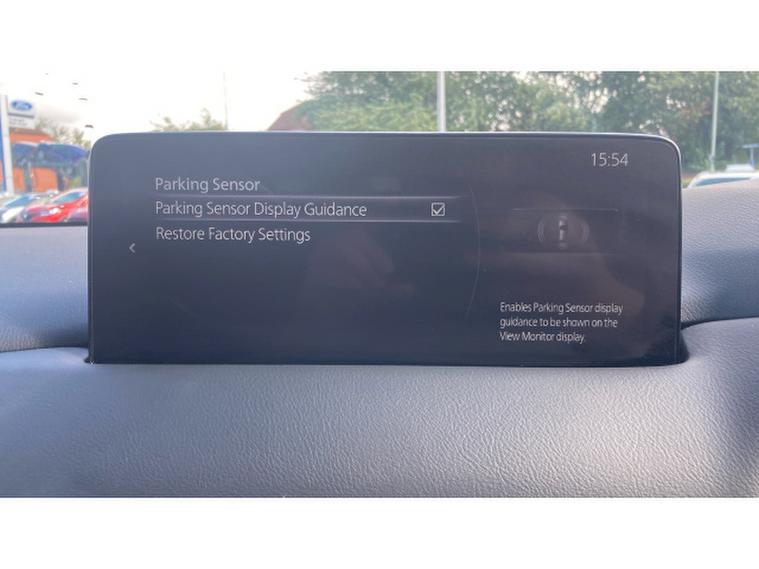 Ford
15:54
Parking Sensor
Parking Sensor Display Guidance
Restore Factory Settings
Enables Parking Sensor display
guidance to be shown on the
View Monitor display.